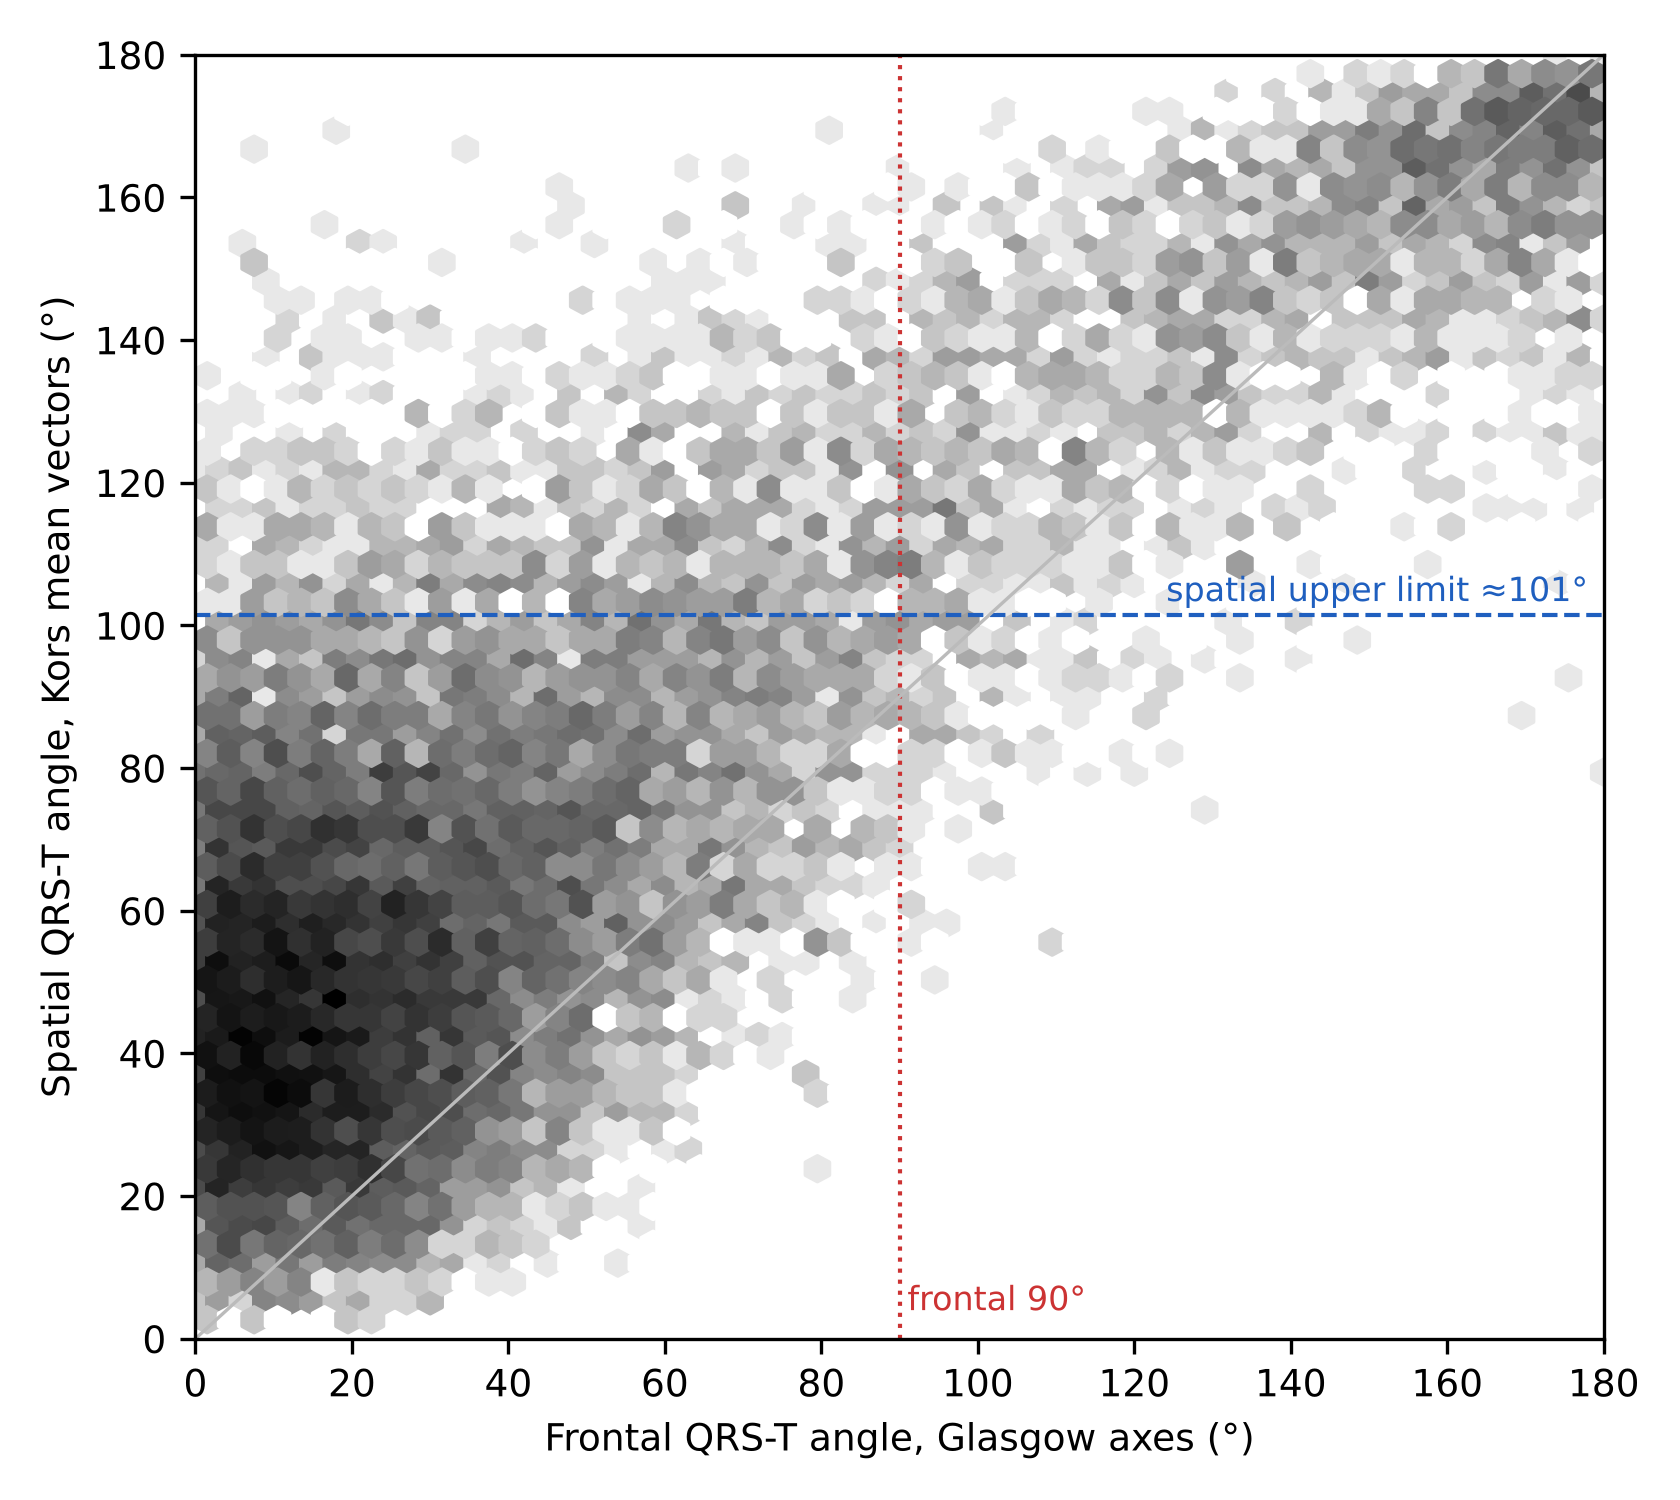 180
160
140
120
100
80
60
40
20
0
Spatial QRS-T angle, Kors mean vectors (°)
spatial upper limit ≈101°
frontal 90°
0 20 40 60 80 100 120 140 160 180
Frontal QRS-T angle, Glasgow axes (°)